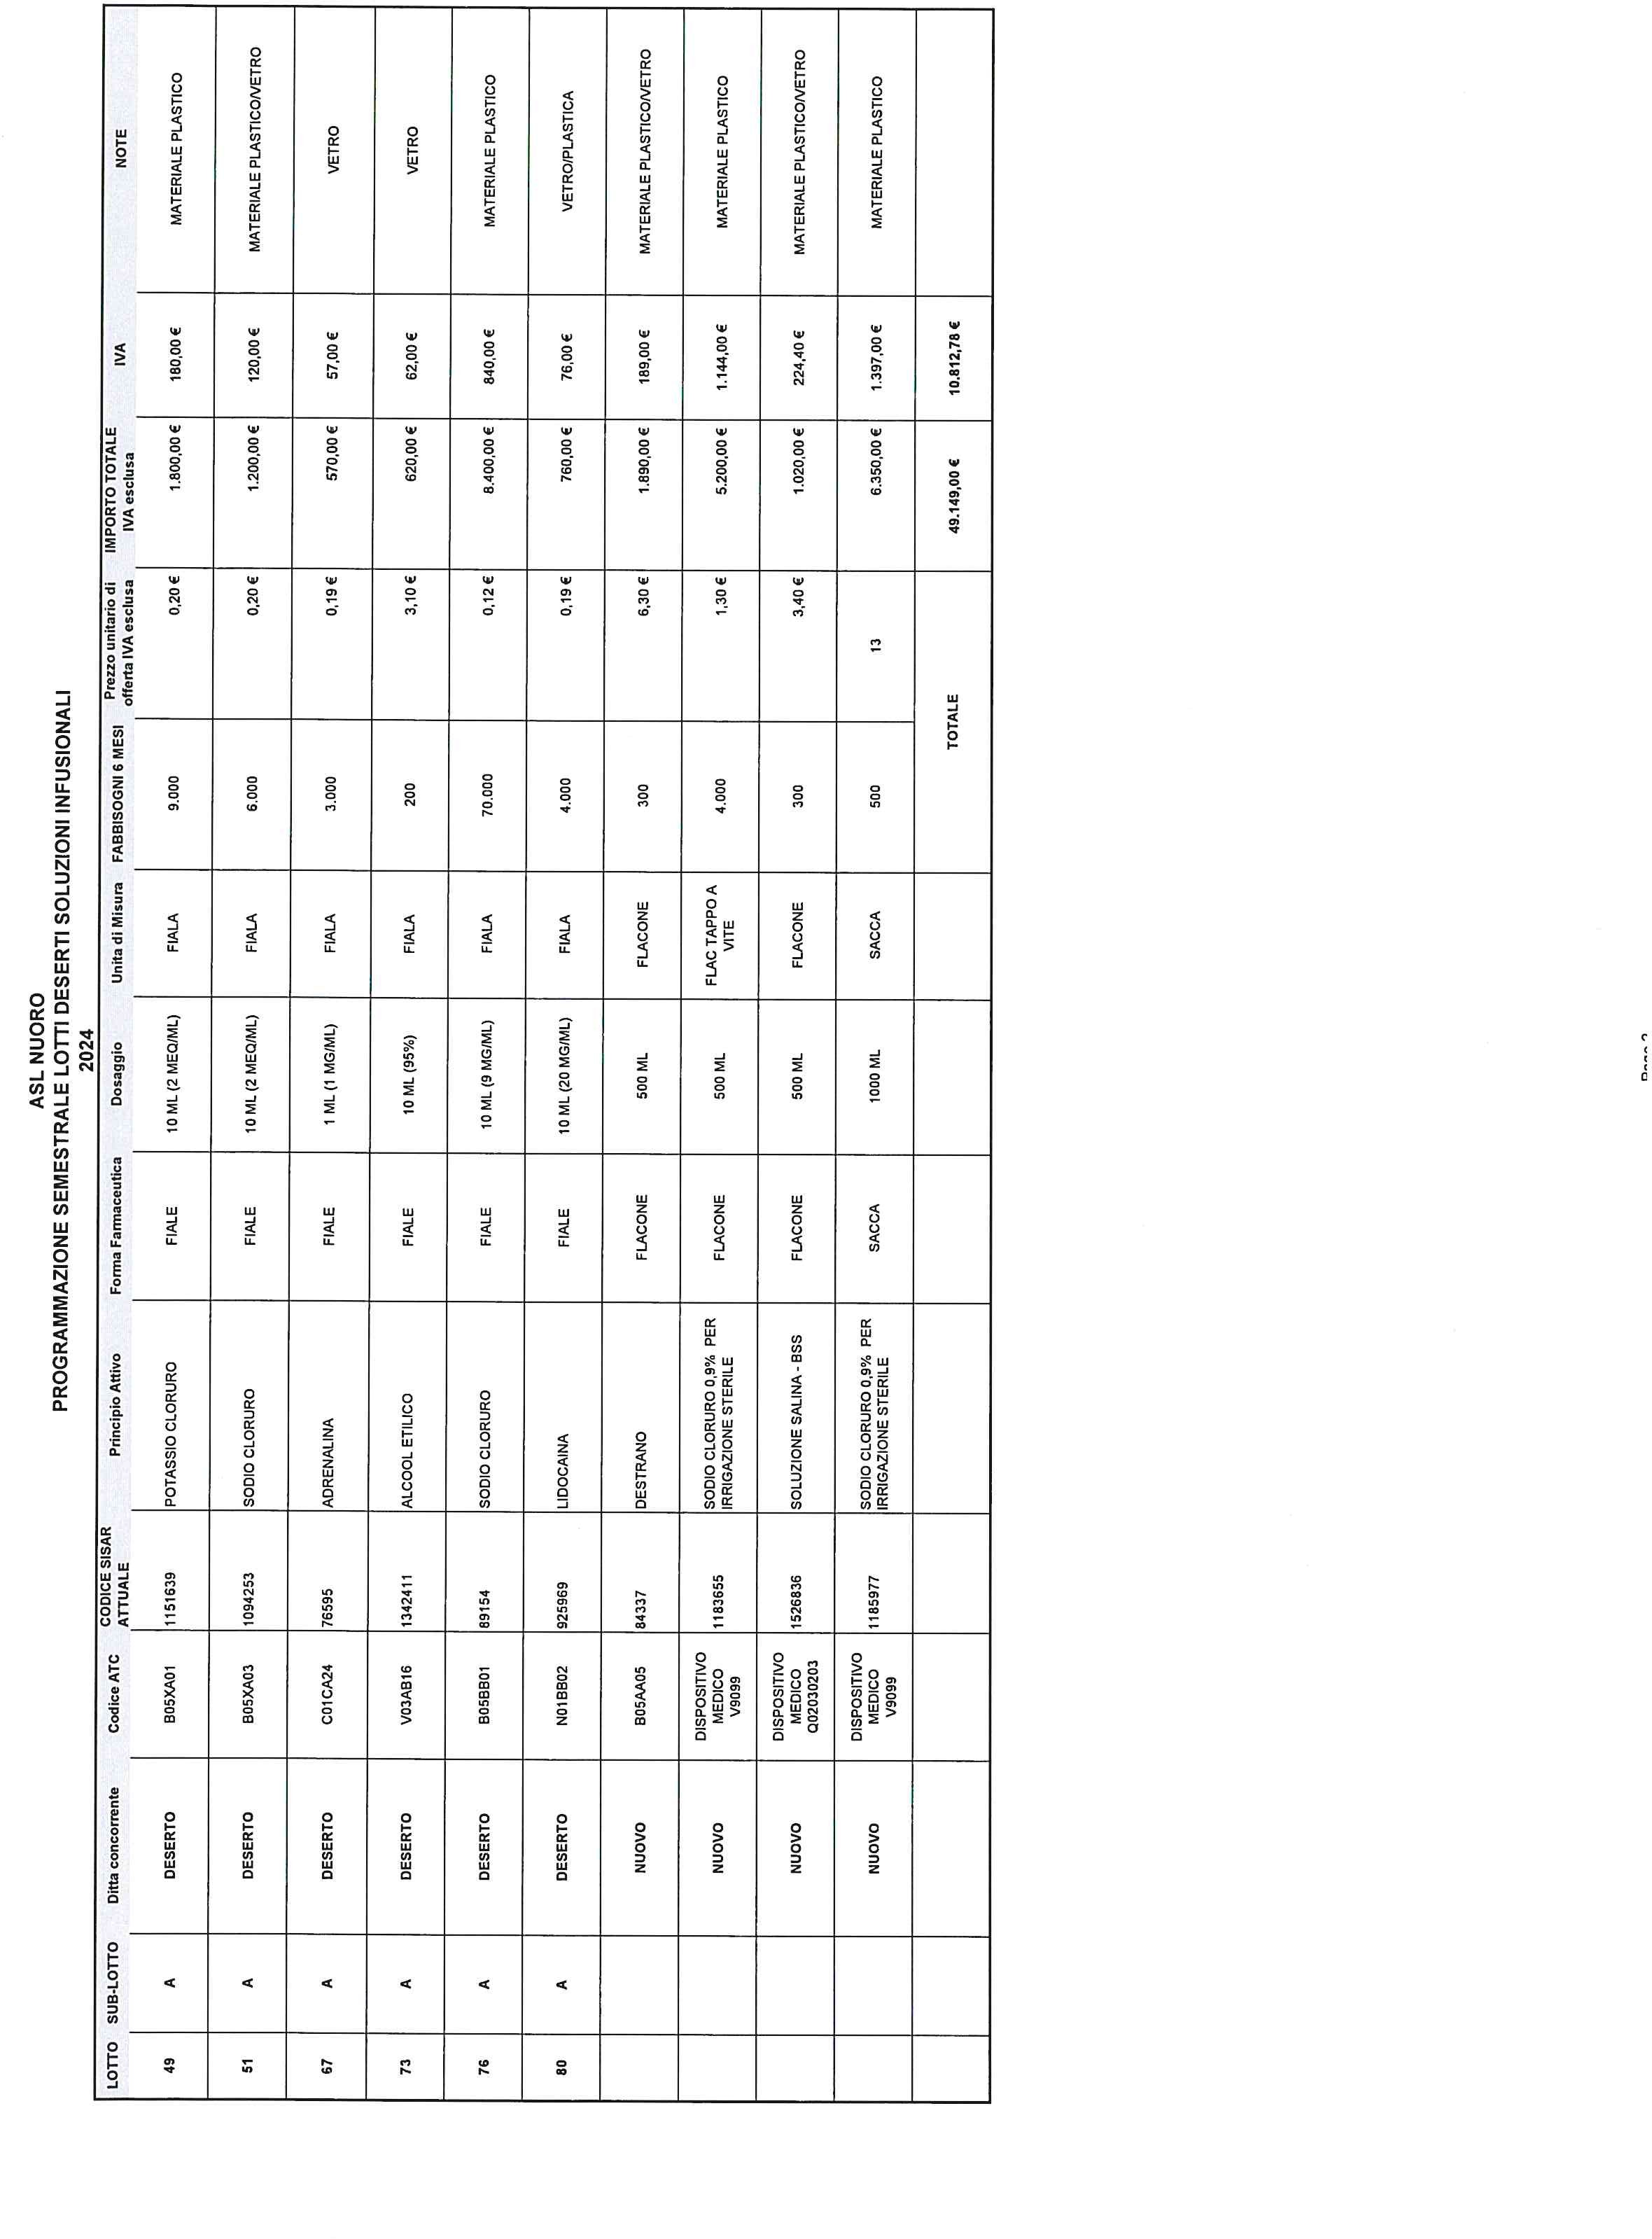 ASL NUORO
PROGRAMMAZIONE SEMESTRALE LOTTI DESERTI SOLUZIONI INFUSIONALI
2024
LOTTO SUB-LOTTO Ditta concorrente Codice ATC CODICE SISAR ATTUALE Principio Attivo Forma Farmaceutica Dosaggio Unita di Misura FABBISOGNI 6 MESI Prezzo unitario di offerta IVA esclusa IMPORTO TOTALE IVA esclusa IVA NOTE
49 A DESERTO B05XA01 1151639 POTASSIO CLORURO FIALE 10 ML (2 MEQ/ML) FIALA 9.000 0,20 € 1.800,00 € 180,00 € MATERIALE PLASTICO
51 A DESERTO B05XA03 1094253 SODIO CLORURO FIALE 10 ML (2 MEQ/ML) FIALA 6.000 0,20 € 1.200,00 € 120,00 € MATERIALE PLASTICO/VETRO
67 A DESERTO C01CA24 76595 ADRENALINA FIALE 1 ML (1 MG/ML) FIALA 3.000 0,19 € 570,00 € 57,00 € VETRO
73 A DESERTO V03AB16 1342411 ALCOOL ETILICO FIALE 10 ML (95%) FIALA 200 3,10 € 620,00 € 62,00 € VETRO
76 A DESERTO B05BB01 89154 SODIO CLORURO FIALE 10 ML (9 MG/ML) FIALA 70.000 0,12 € 8.400,00 € 840,00 € MATERIALE PLASTICO
80 A DESERTO N01BB02 925969 LIDOCAINA FIALE 10 ML (20 MG/ML) FIALA 4.000 0,19 € 760,00 € 76,00 € VETRO/PLASTICA
NUOVO B05AA05 84337 DESTRANO FLACONE 500 ML FLACONE 300 6,30 € 1.890,00 € 189,00 € MATERIALE PLASTICO/VETRO
NUOVO DISPOSITIVO MEDICO V9099 1183655 SODIO CLORURO 0,9% PER IRRIGAZIONE STERILE FLACONE 500 ML FLAC TAPPO A VITE 4.000 1,30 € 5.200,00 € 1.144,00 € MATERIALE PLASTICO
NUOVO DISPOSITIVO MEDICO Q02030203 1526836 SOLUZIONE SALINA - BSS FLACONE 500 ML FLACONE 300 3,40 € 1.020,00 € 224,40 € MATERIALE PLASTICO/VETRO
NUOVO DISPOSITIVO MEDICO V9099 1185977 SODIO CLORURO 0,9% PER IRRIGAZIONE STERILE SACCA 1000 ML SACCA 500 13 6.350,00 € 1.397,00 € MATERIALE PLASTICO
TOTALE 49.149,00 € 10.812,78 €